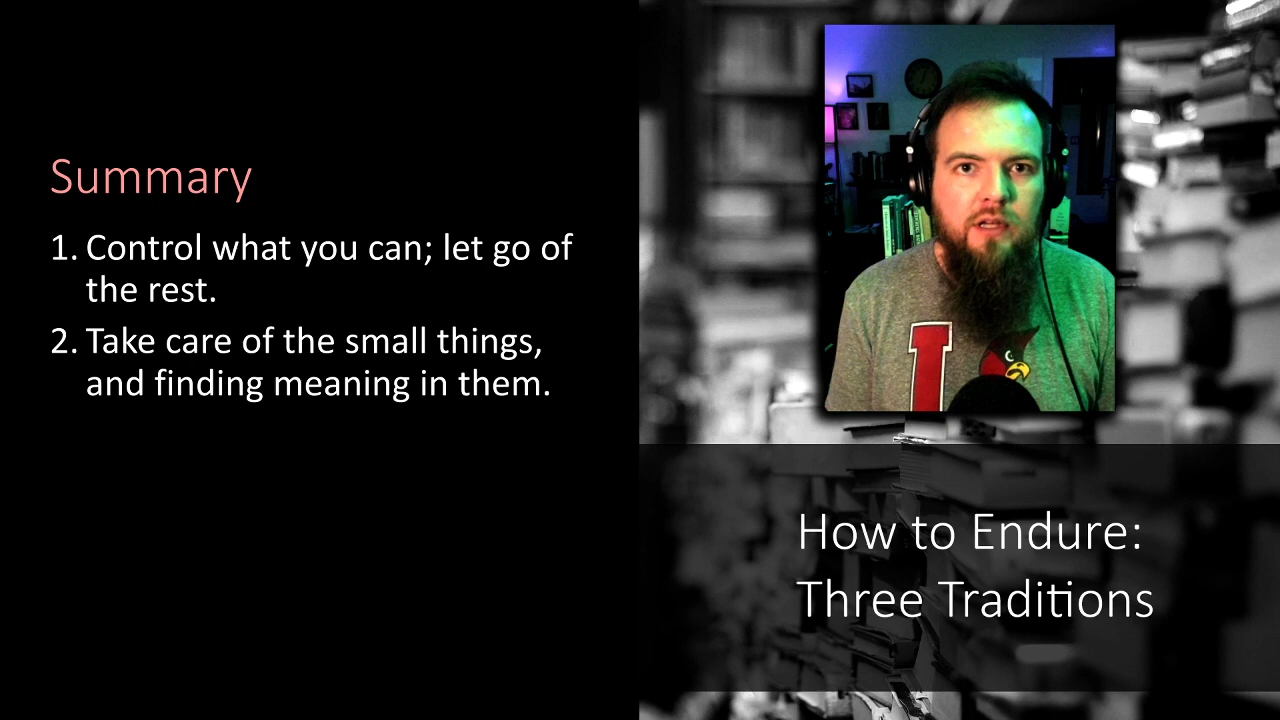 Summary
1. Control what you can; let go of
the rest.
2. Take care of the small things,
and finding meaning in them.
I
How to Endure:
Three Traditions